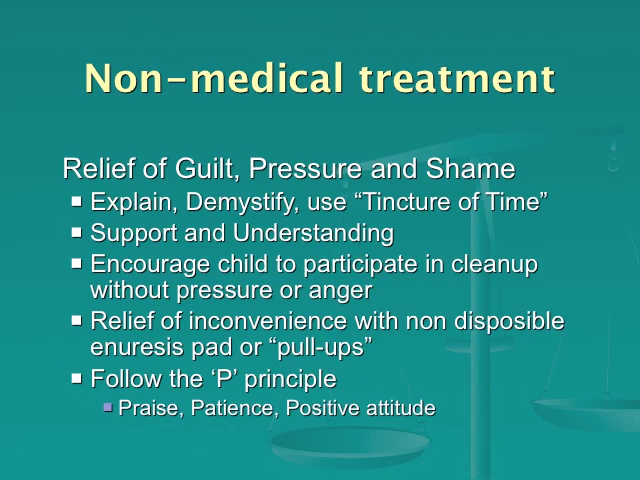 Non-medical treatment
Relief of Guilt, Pressure and Shame
Explain, Demystify, use “Tincture of Time”
Support and Understanding
Encourage child to participate in cleanup
without pressure or anger
Relief of inconvenience with non disposible
enuresis pad or “pull-ups”
Follow the ‘P’ principle
Praise, Patience, Positive attitude